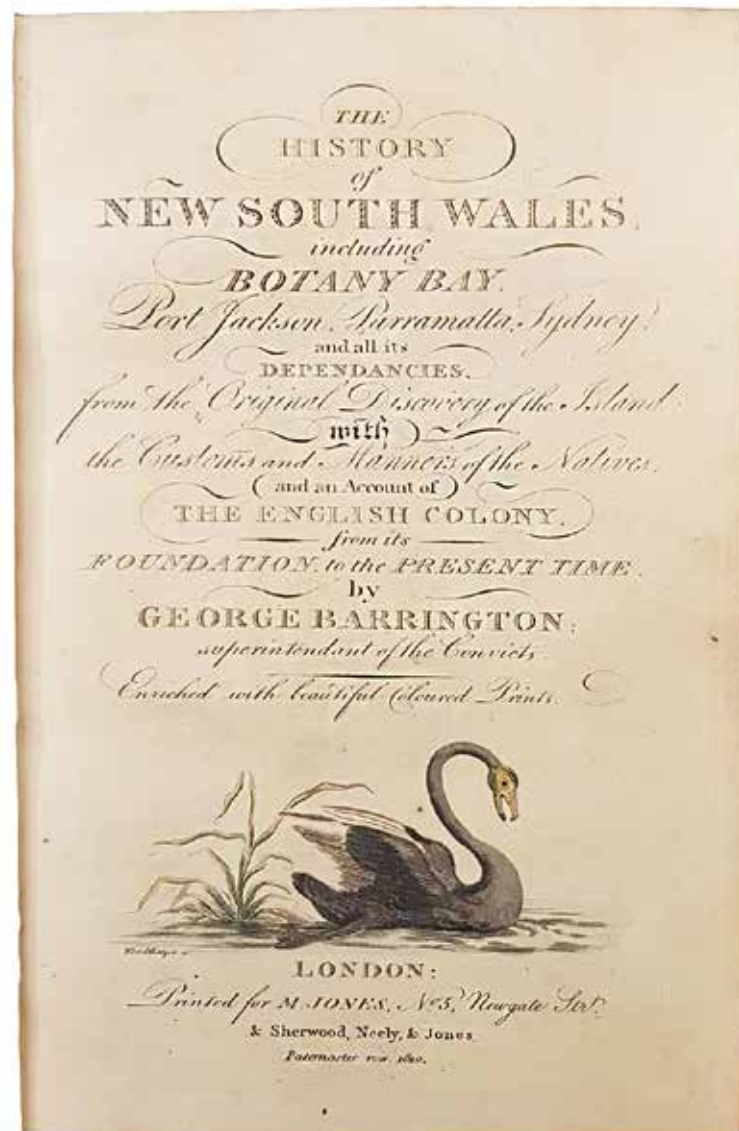 THE
HISTORY
of
NEW SOUTH WALES,
including
BOTANY BAY,
Port Jackson, Parramatta, Sydney,
and all its
DEPENDANCIES,
from the Original Discovery of the Island
with
the Customs and Manners of the Natives,
and an Account of
THE ENGLISH COLONY,
from its
FOUNDATION, to the PRESENT TIME,
by
GEORGE BARRINGTON;
superintendant of the Convicts.
Enriched with beautiful Coloured Prints.
LONDON:
Printed for M. JONES, No. 5, Newgate Strt.
& Sherwood, Neely, & Jones,
Paternoster row. 1810.